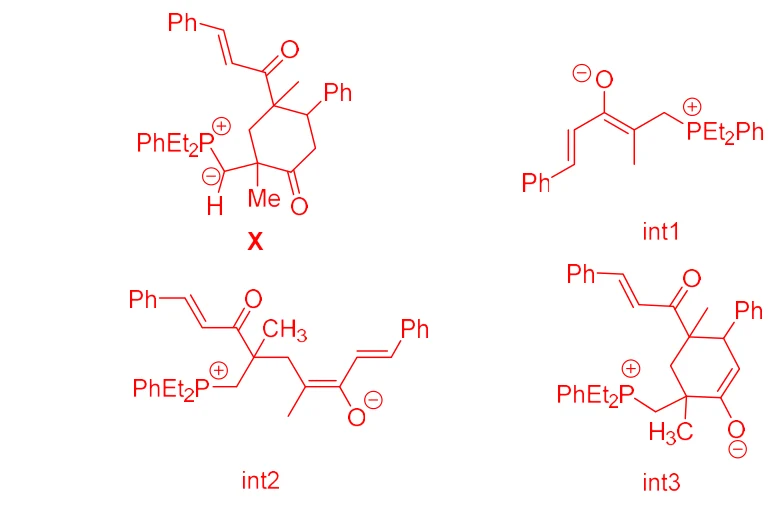 Ph
O
Ph
PhEt2P ⊕
⊖
H
Me
O
X
⊖ O
⊕
PEt2Ph
Ph
int1
Ph
O
CH3
Ph
⊕
PhEt2P
O ⊖
int2
Ph
O
Ph
⊕
PhEt2P
H3C
O
⊖
int3